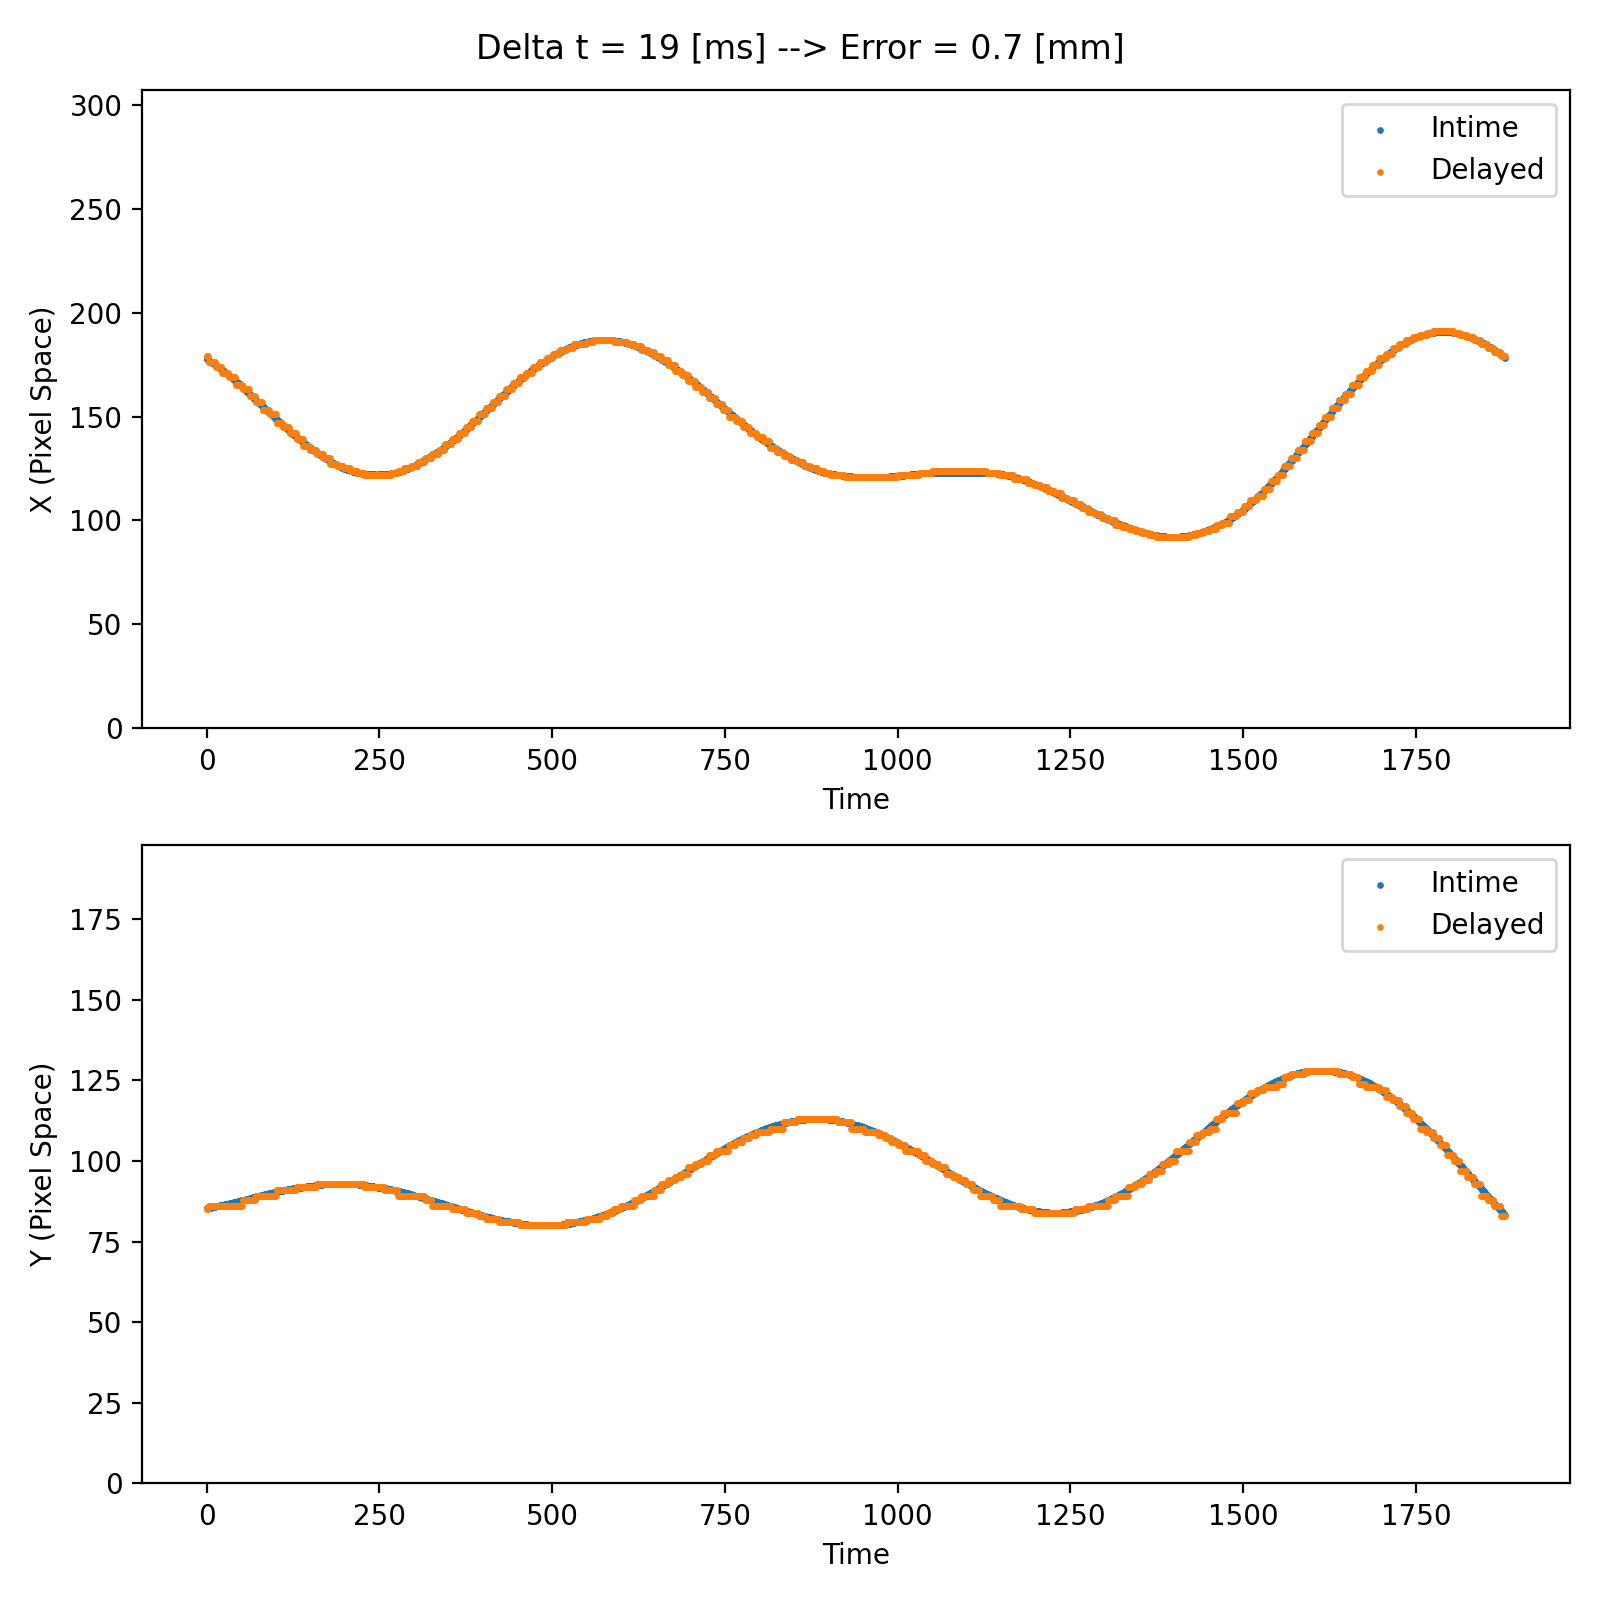 Delta t = 19 [ms] --> Error = 0.7 [mm]
300
250
200
150
100
50
0
X (Pixel Space)
Intime
Delayed
0 250 500 750 1000 1250 1500 1750
Time
175
150
125
100
75
50
25
0
Y (Pixel Space)
Intime
Delayed
0 250 500 750 1000 1250 1500 1750
Time